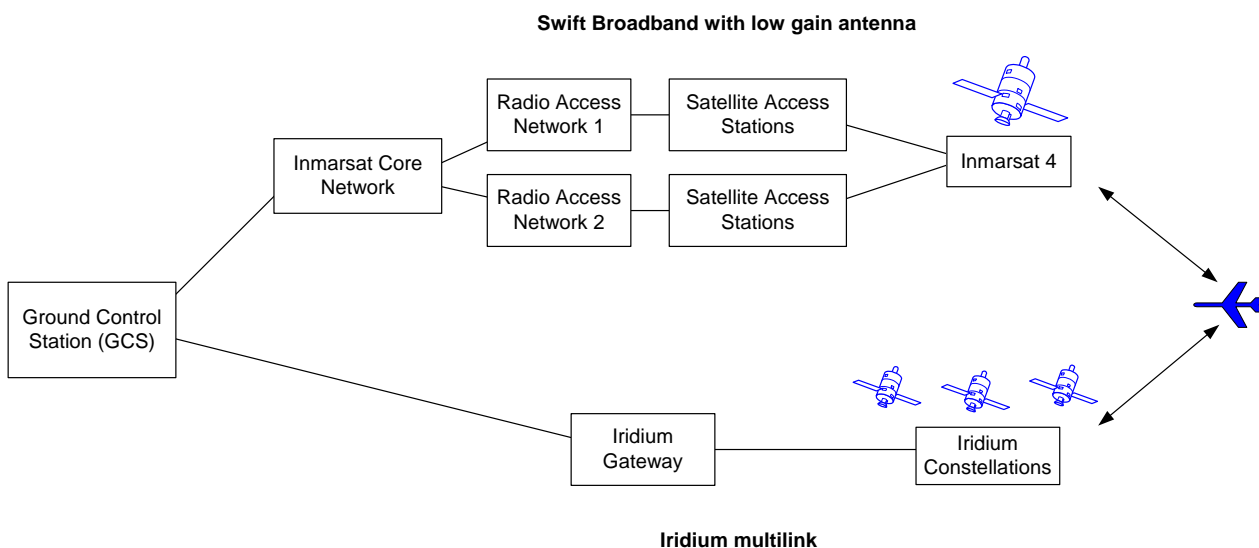 Swift Broadband with low gain antenna
Radio Access
Network 1
Satellite Access
Stations
Inmarsat Core
Network
Inmarsat 4
Radio Access
Network 2
Satellite Access
Stations
Ground Control
Station (GCS)
Iridium
Gateway
Iridium
Constellations
Iridium multilink